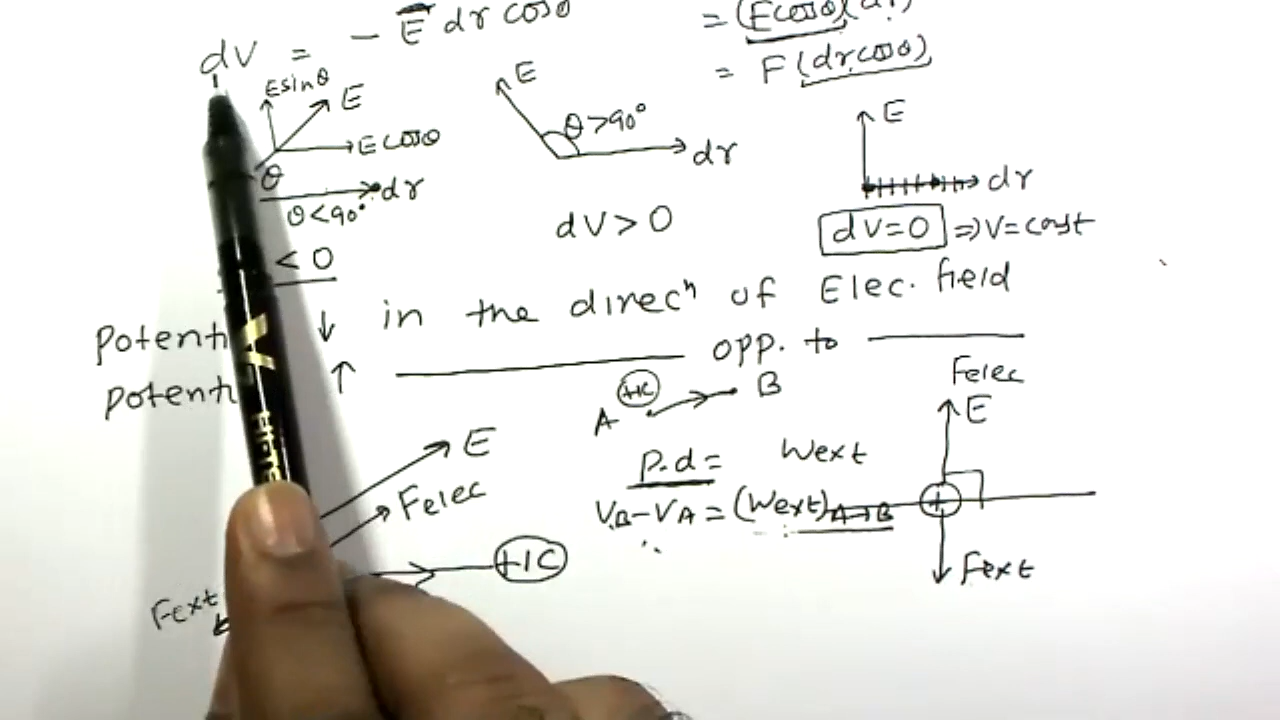 dV = - E dr cosθ
= (F cosθ)(dr)
= F (dr cosθ)
E sinθ
E
E cosθ
θ
dr
θ < 90°
E
θ > 90°
dr
E
dr
< 0
dV > 0
dV = 0 ⇒ V = const
Potenti ↓ in the direcⁿ of Elec. field
Potenti ↑ ——— opp. to ———
E
Felec
Fext
+1C
A +1C B
P.d = Wext
VB - VA = (Wext)A→B
Felec
E
+
Fext